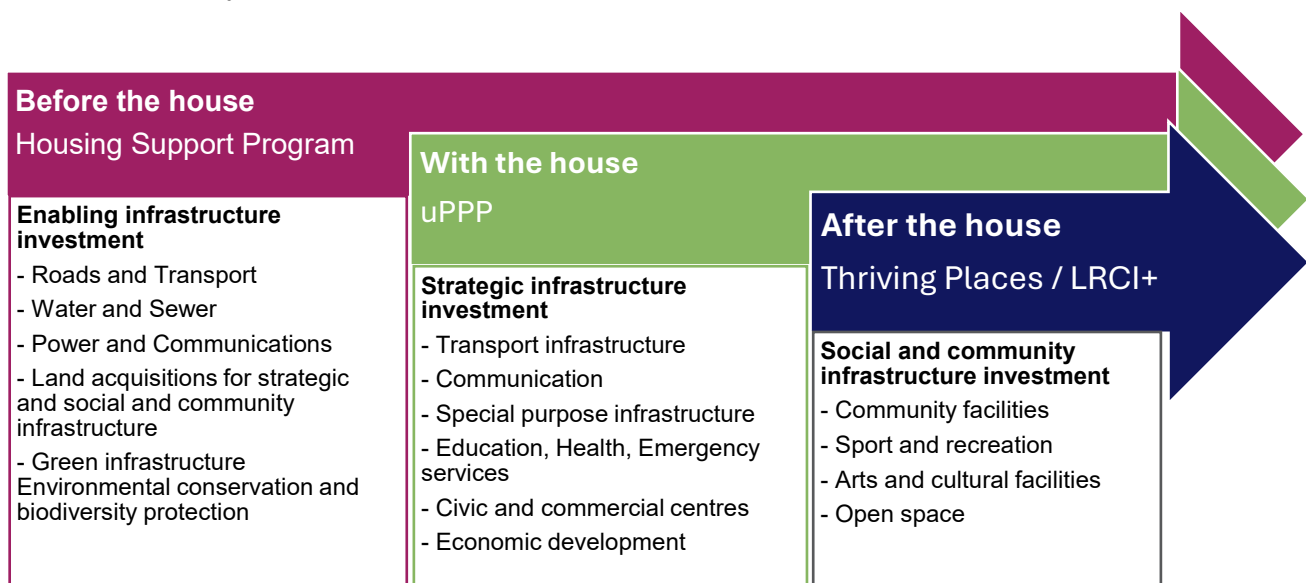 Before the house
Housing Support Program
Enabling infrastructure
investment
- Roads and Transport
- Water and Sewer
- Power and Communications
- Land acquisitions for strategic
and social and community
infrastructure
- Green infrastructure
Environmental conservation and
biodiversity protection
With the house
uPPP
Strategic infrastructure
investment
- Transport infrastructure
- Communication
- Special purpose infrastructure
- Education, Health, Emergency
services
- Civic and commercial centres
- Economic development
After the house
Thriving Places / LRCI+
Social and community
infrastructure investment
- Community facilities
- Sport and recreation
- Arts and cultural facilities
- Open space